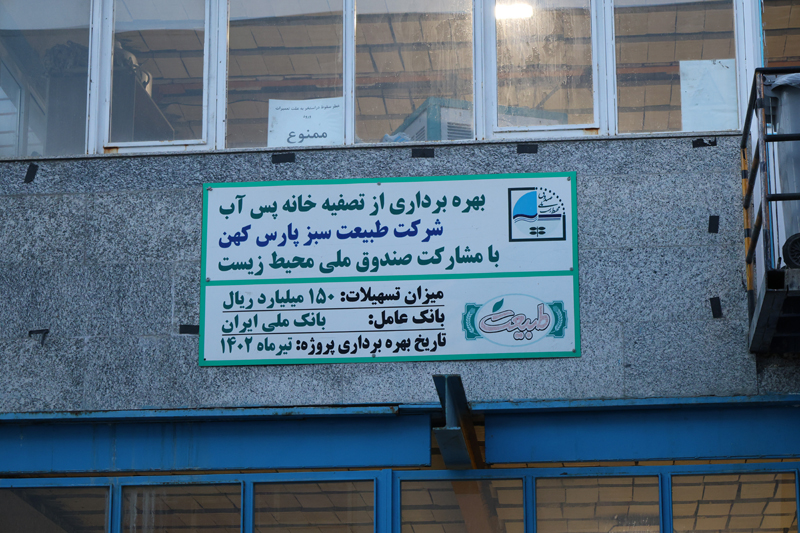 ممنوع
بهره برداری از تصفیه خانه پس آب
شرکت طبیعت سبز پارس کهن
با مشارکت صندوق ملی محیط زیست
میزان تسهیلات: ۱۵۰ میلیارد ریال
بانک عامل: بانک ملی ایران
تاریخ بهره برداری پروژه: تیرماه ۱۴۰۲
طبیعت